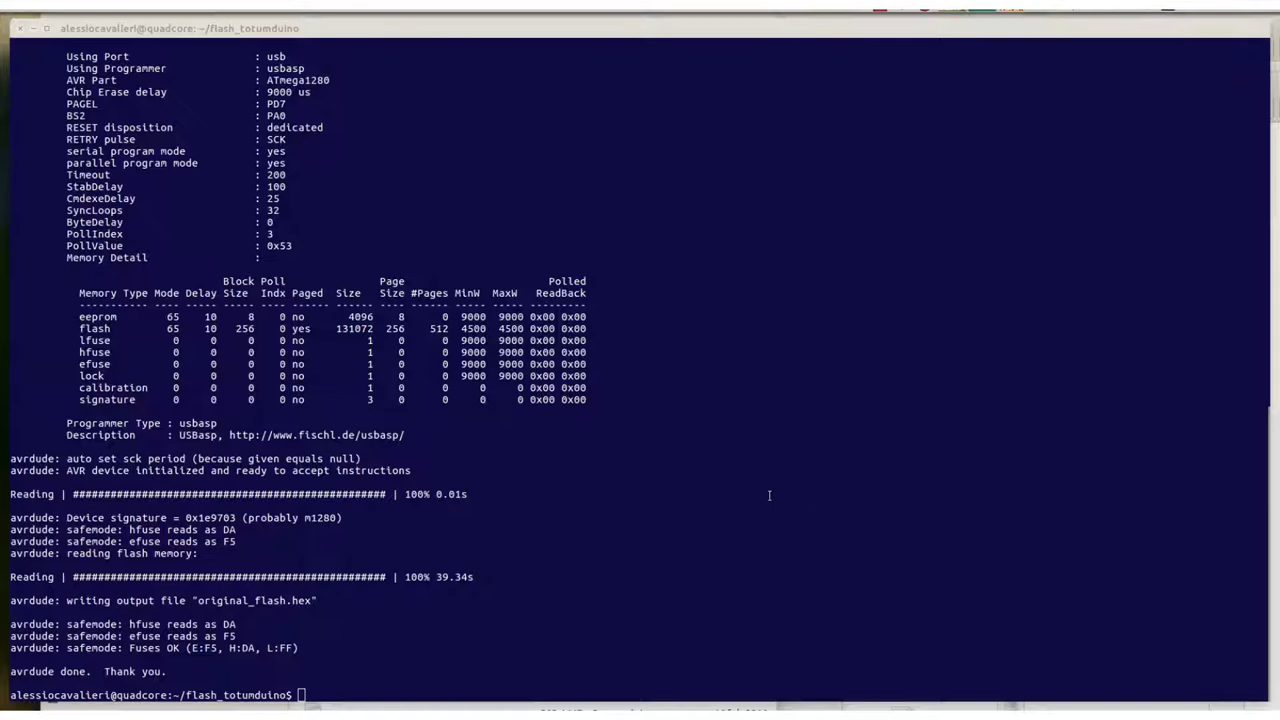 alessiocavalieri@quadcore: ~/flash_totumduino
Using Port                    : usb
Using Programmer              : usbasp
AVR Part                      : ATmega1280
Chip Erase delay              : 9000 us
PAGEL                         : PD7
BS2                           : PA0
RESET disposition             : dedicated
RETRY pulse                   : SCK
serial program mode           : yes
parallel program mode         : yes
Timeout                       : 200
StabDelay                     : 100
CmdexeDelay                   : 25
SyncLoops                     : 32
ByteDelay                     : 0
PollIndex                     : 3
PollValue                     : 0x53
Memory Detail                 :
Block Poll               Page                       Polled
Memory Type Mode Delay Size  Indx Paged  Size   Size #Pages MinW  MaxW   ReadBack
----------- ---- ----- ----- ---- ------ ------ ---- ------ ----- ----- ---------
eeprom        65    10     8    0 no       4096    8      0  9000  9000 0x00 0x00
flash         65    10   256    0 yes    131072  256    512  4500  4500 0x00 0x00
lfuse          0     0     0    0 no          1    0      0  9000  9000 0x00 0x00
hfuse          0     0     0    0 no          1    0      0  9000  9000 0x00 0x00
efuse          0     0     0    0 no          1    0      0  9000  9000 0x00 0x00
lock           0     0     0    0 no          1    0      0  9000  9000 0x00 0x00
calibration    0     0     0    0 no          1    0      0     0     0 0x00 0x00
signature      0     0     0    0 no          3    0      0     0     0 0x00 0x00
Programmer Type : usbasp
Description     : USBasp, http://www.fischl.de/usbasp/
avrdude: auto set sck period (because given equals null)
avrdude: AVR device initialized and ready to accept instructions
Reading | ################################################## | 100% 0.01s
avrdude: Device signature = 0x1e9703 (probably m1280)
avrdude: safemode: hfuse reads as DA
avrdude: safemode: efuse reads as F5
avrdude: reading flash memory:
Reading | ################################################## | 100% 39.34s
avrdude: writing output file "original_flash.hex"
avrdude: safemode: hfuse reads as DA
avrdude: safemode: efuse reads as F5
avrdude: safemode: Fuses OK (E:F5, H:DA, L:FF)
avrdude done.  Thank you.
alessiocavalieri@quadcore:~/flash_totumduino$